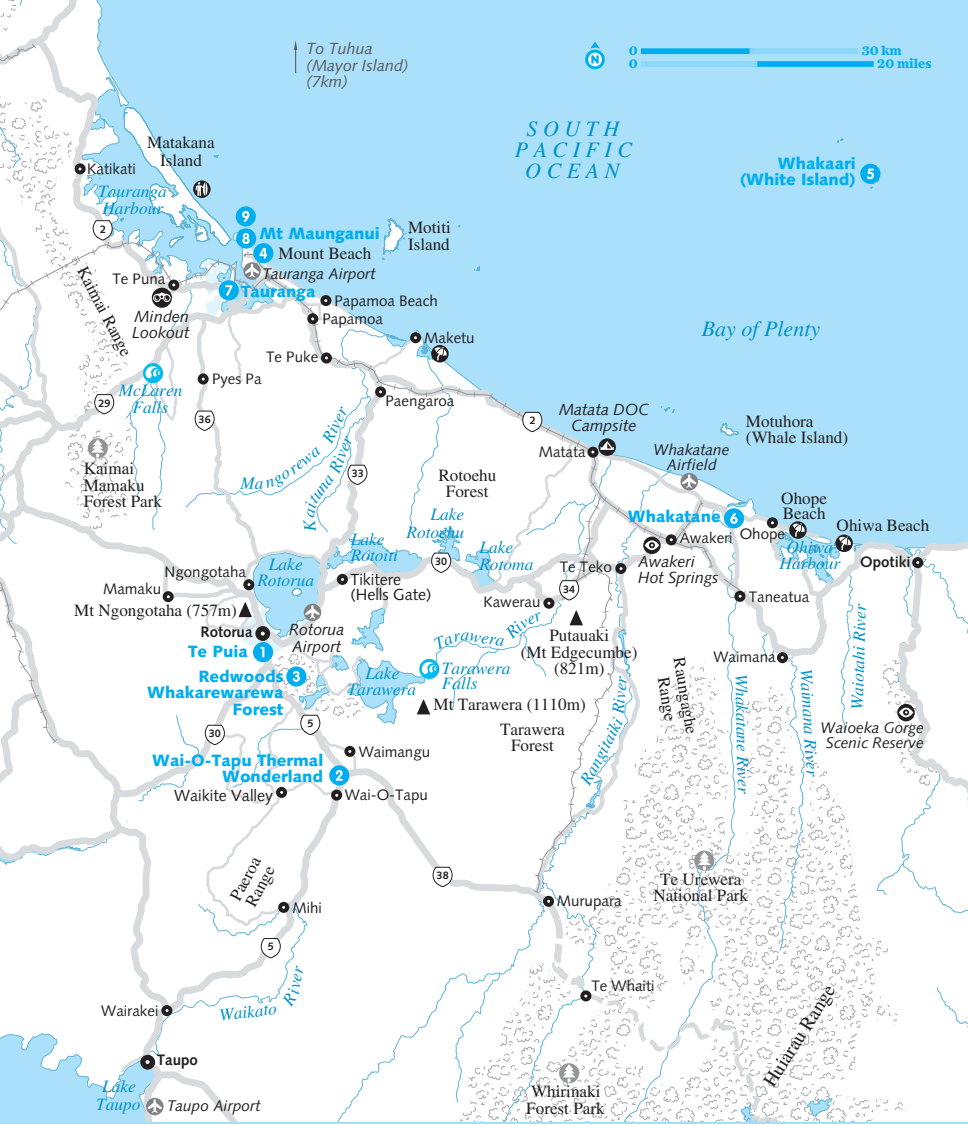 To Tuhua
(Mayor Island)
(7km)
N
0
30 km
0
20 miles
SOUTH
PACIFIC
OCEAN
Matakana
Island
Whakaari
(White Island)
5
Katikati
Tauranga
Harbour
2
9
8
Mt Maunganui
4
Mount Beach
Motiti
Island
Tauranga Airport
Te Puna
7
Tauranga
Minden
Lookout
Kaimai Range
Papamoa Beach
Papamoa
Bay of Plenty
Maketu
Te Puke
McLaren
Falls
Pyes Pa
Paengaroa
29
36
2
Matata DOC
Campsite
Motuhora
(Whale Island)
Matata
Whakatane
Airfield
Kaimai
Mamaku
Forest Park
Mangorewa River
Kaituna River
33
Rotoehu
Forest
Ohope
Beach
Whakatane
6
Ohope
Ohiwa Beach
Lake
Rotoehu
Lake
Rotoiti
Awakeri
Ohiwa
Harbour
30
Lake
Rotoma
Awakeri
Hot Springs
Opotiki
Ngongotaha
Lake
Rotorua
Te Teko
Mamaku
Tikitere
(Hells Gate)
34
Kawerau
Taneatua
Mt Ngongotaha (757m)
Rotorua
Rotorua
Airport
Tarawera River
Putauaki
(Mt Edgecumbe)
(821m)
Te Puia
1
Waimana
Waiotahi River
Redwoods
Whakarewarewa
Forest
3
Lake
Tarawera
Tarawera
Falls
Raungaehe
Range
Whakatane River
Waimana River
Mt Tarawera (1110m)
Rangitaiki River
5
30
Tarawera
Forest
Waioeka Gorge
Scenic Reserve
Waimangu
Wai-O-Tapu Thermal
Wonderland
2
Waikite Valley
Wai-O-Tapu
Paeroa
Range
38
Te Urewera
National Park
Mihi
Murupara
5
Waikato River
Te Whaiti
Wairakei
Huiarau Range
Taupo
Lake
Taupo
Taupo Airport
Whirinaki
Forest Park